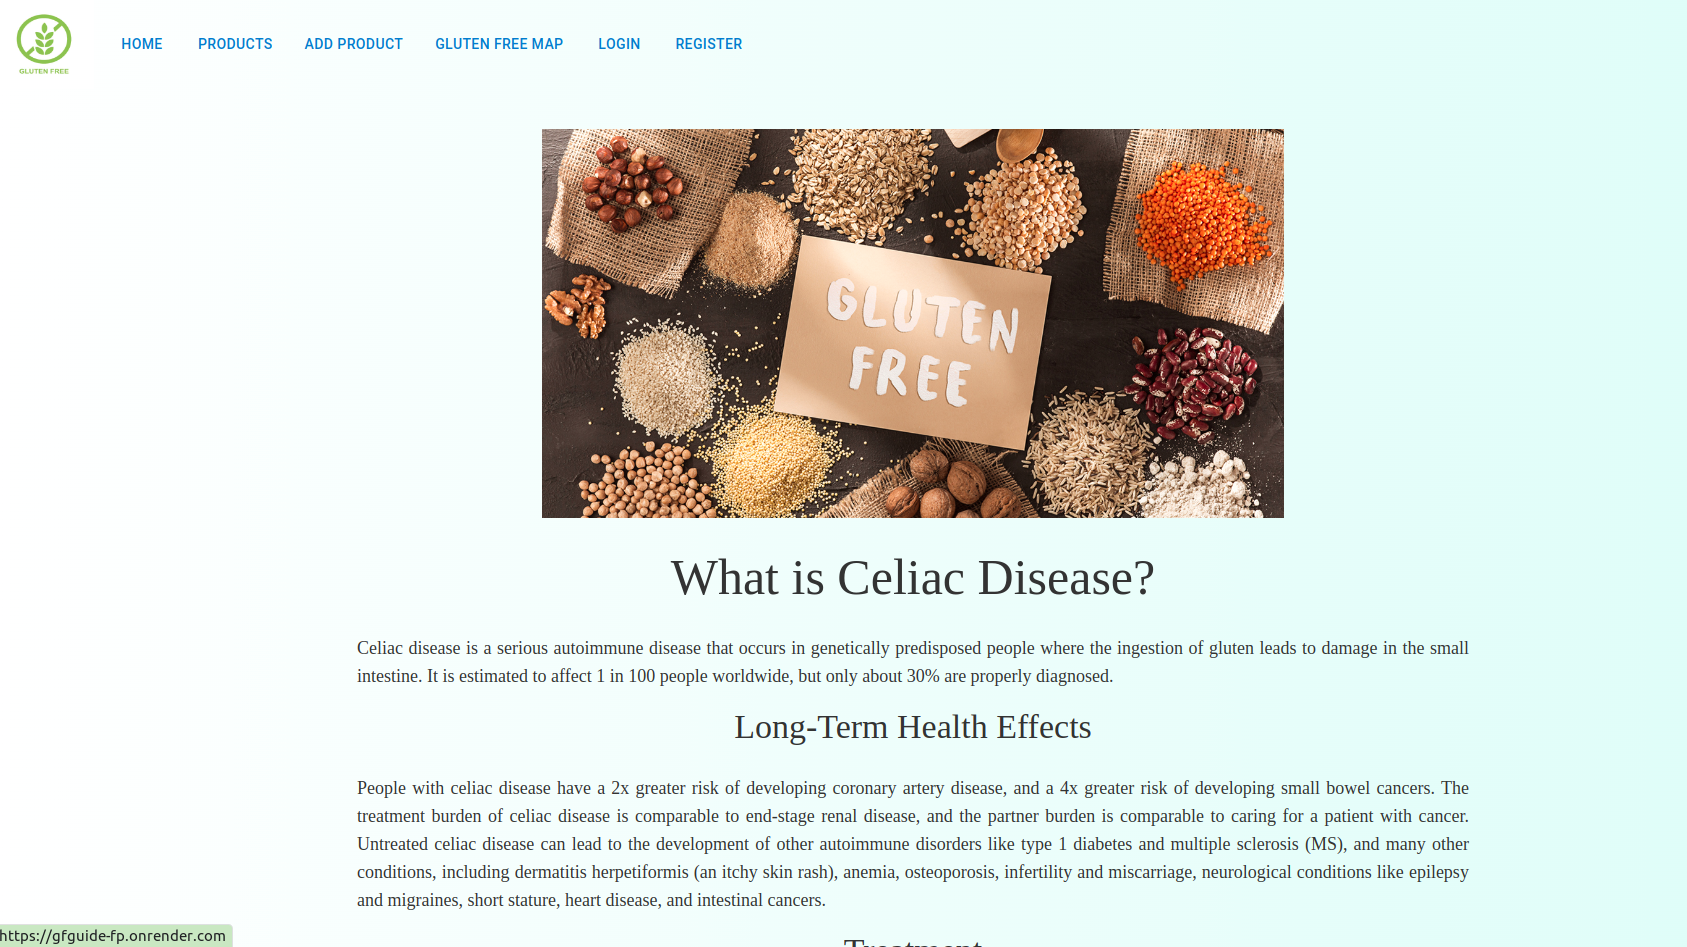 GLUTEN FREE
HOME PRODUCTS ADD PRODUCT GLUTEN FREE MAP LOGIN REGISTER
GLUTEN
FREE
What is Celiac Disease?
Celiac disease is a serious autoimmune disease that occurs in genetically predisposed people where the ingestion of gluten leads to damage in the small
intestine. It is estimated to affect 1 in 100 people worldwide, but only about 30% are properly diagnosed.
Long-Term Health Effects
People with celiac disease have a 2x greater risk of developing coronary artery disease, and a 4x greater risk of developing small bowel cancers. The
treatment burden of celiac disease is comparable to end-stage renal disease, and the partner burden is comparable to caring for a patient with cancer.
Untreated celiac disease can lead to the development of other autoimmune disorders like type 1 diabetes and multiple sclerosis (MS), and many other
conditions, including dermatitis herpetiformis (an itchy skin rash), anemia, osteoporosis, infertility and miscarriage, neurological conditions like epilepsy
and migraines, short stature, heart disease, and intestinal cancers.
Treatment
https://gfguide-fp.onrender.com